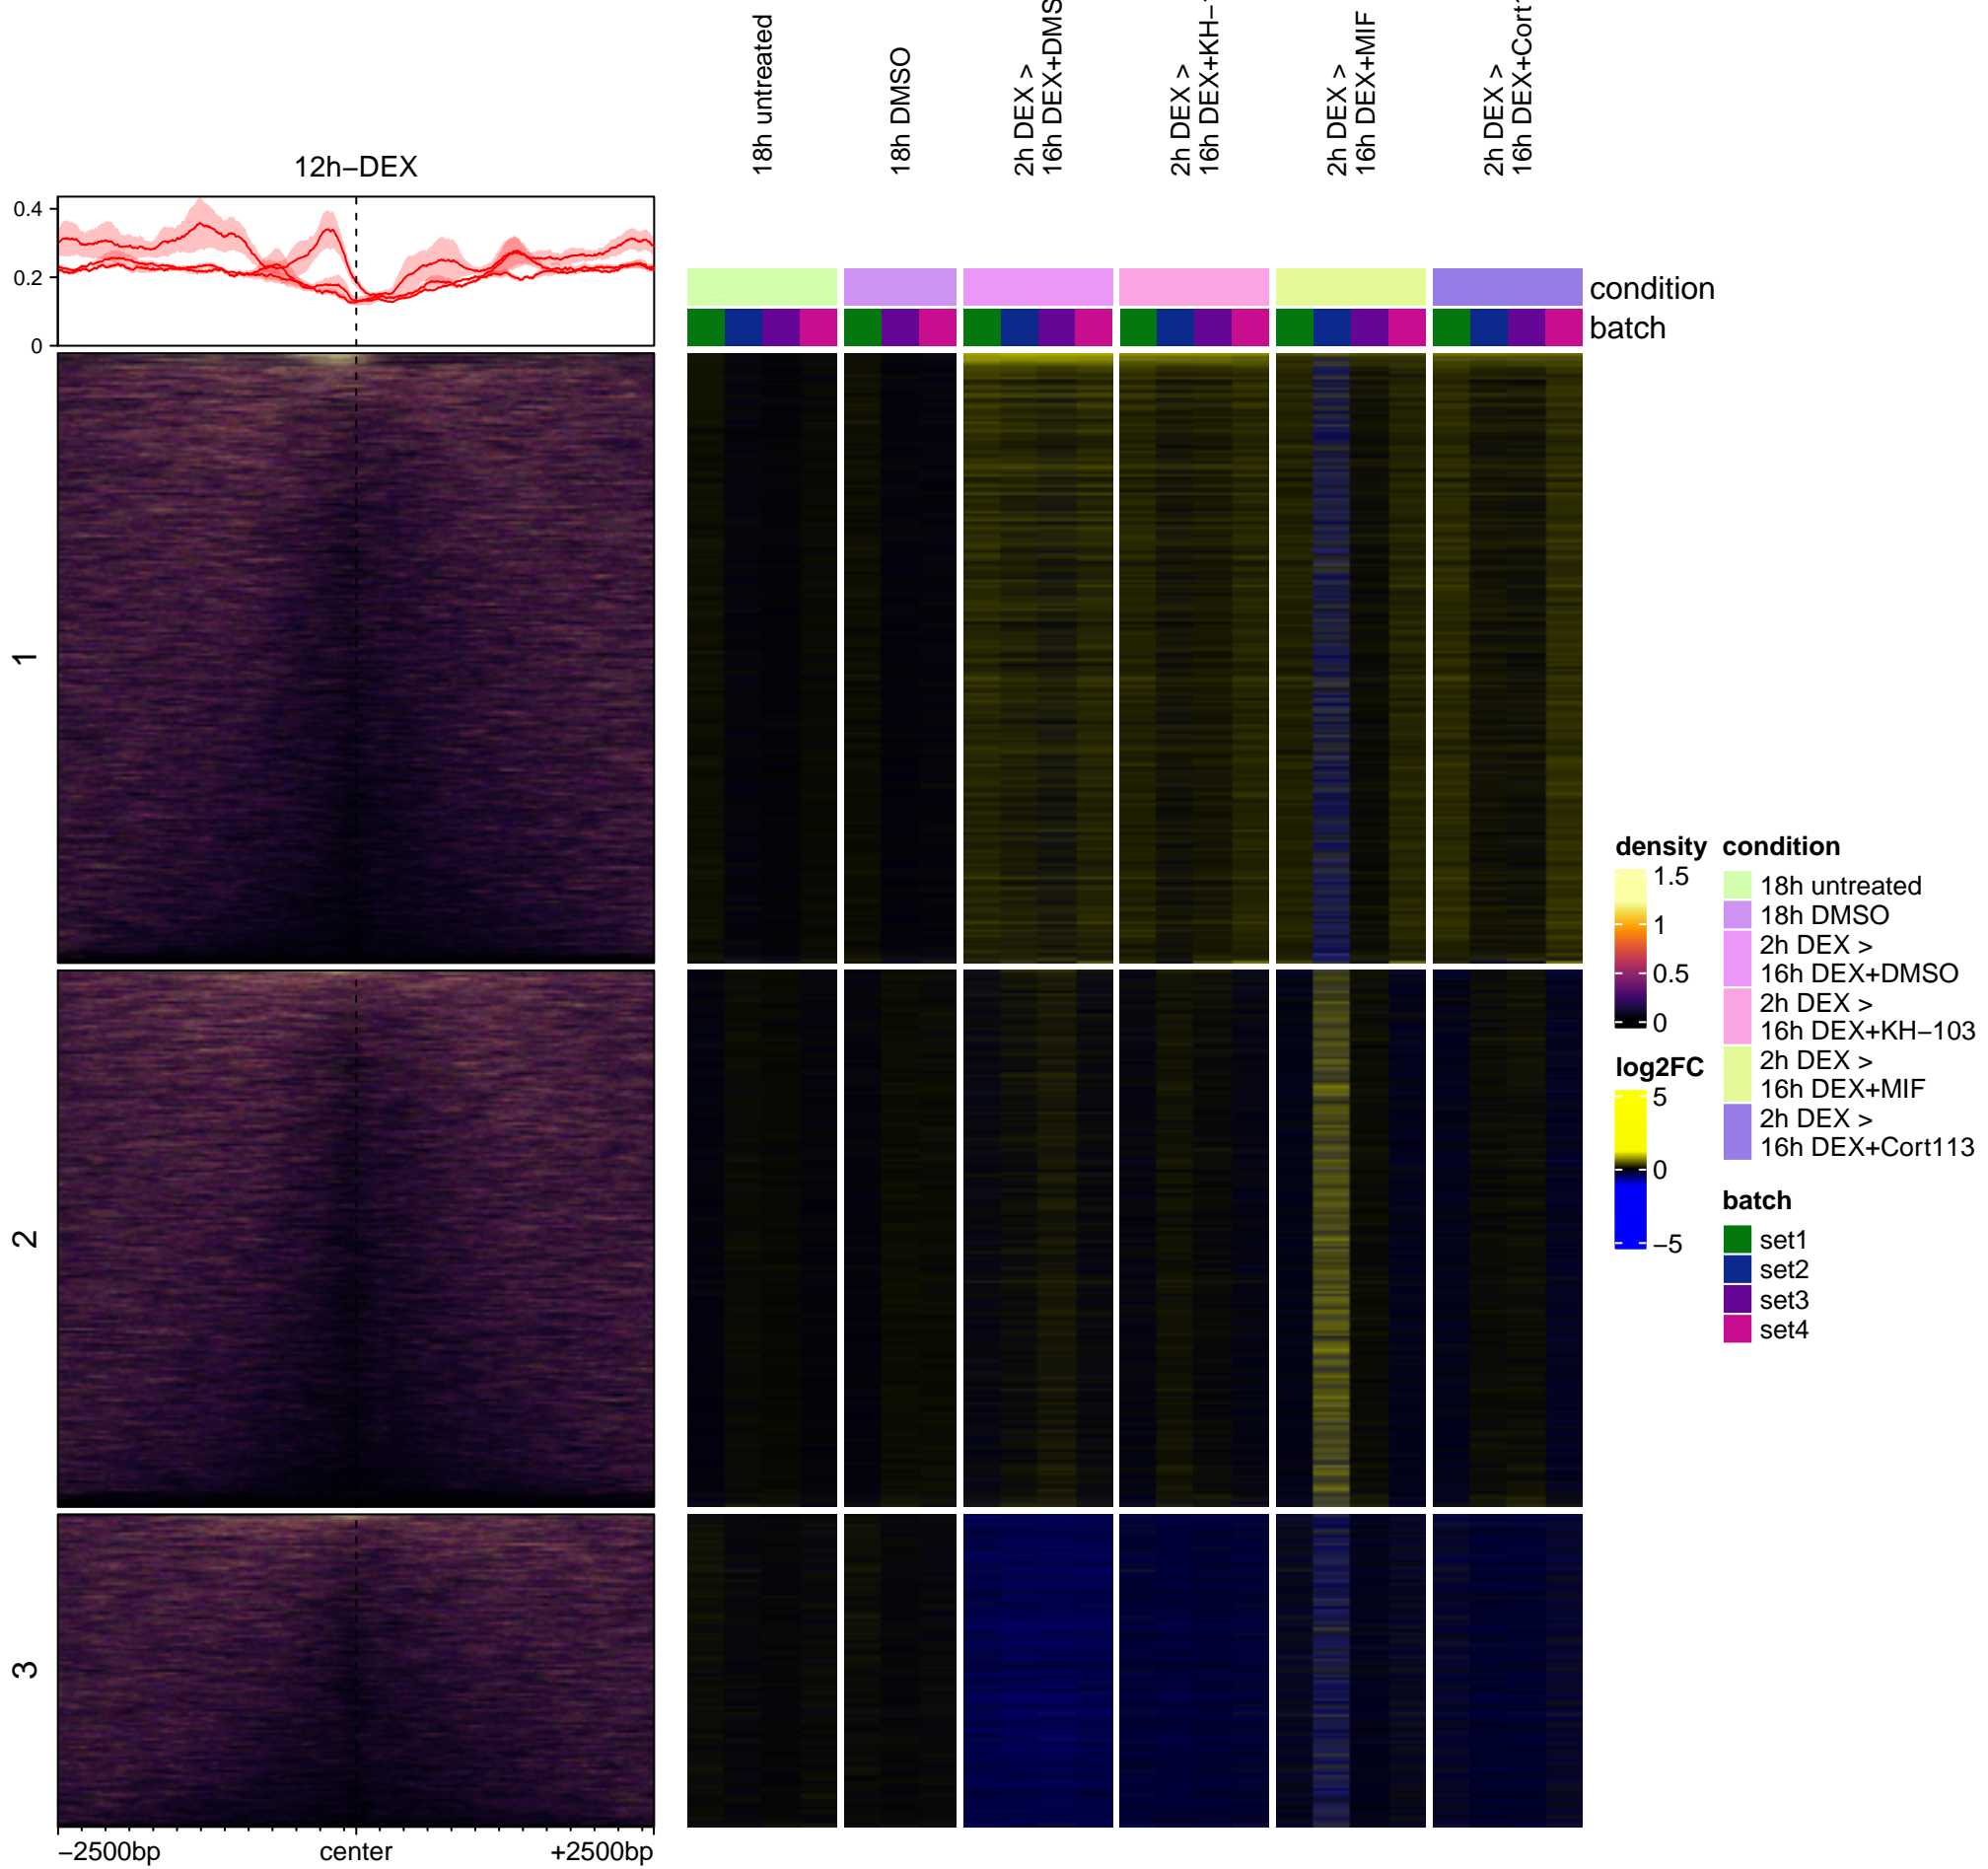 18h untreated
18h DMSO
2h DEX >
16h DEX+DMS
2h DEX >
16h DEX+KH-
2h DEX >
16h DEX+MIF
2h DEX >
16h DEX+Cort
12h-DEX
0.4
0.2
0
condition
batch
1
2
3
-2500bp
center
+2500bp
density
1.5
1
0.5
0
log2FC
5
0
-5
condition
18h untreated
18h DMSO
2h DEX >
16h DEX+DMSO
2h DEX >
16h DEX+KH-103
2h DEX >
16h DEX+MIF
2h DEX >
16h DEX+Cort113
batch
set1
set2
set3
set4